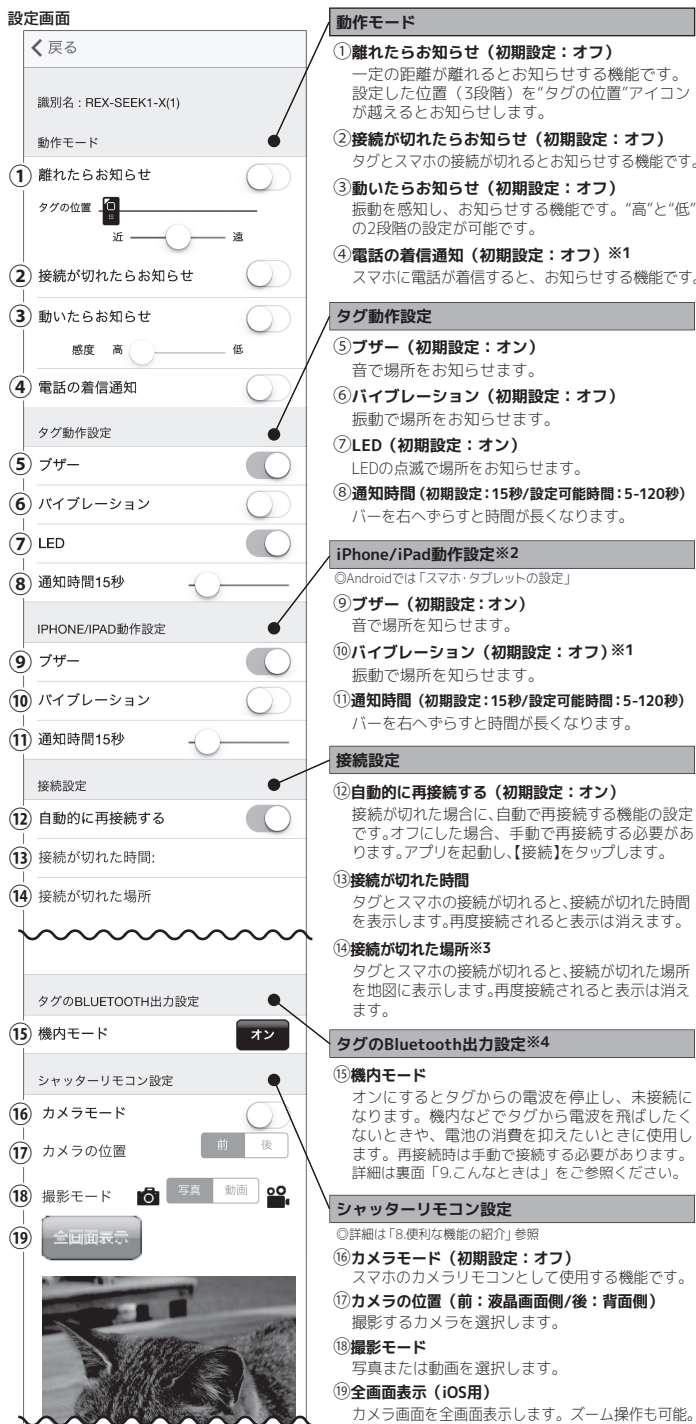 設定画面
戻る
識別名 : REX-SEEK1-X(1)
動作モード
① 離れたらお知らせ
タグの位置
近 遠
② 接続が切れたらお知らせ
③ 動いたらお知らせ
感度 高 低
④ 電話の着信通知
タグ動作設定
⑤ ブザー
⑥ バイブレーション
⑦ LED
⑧ 通知時間15秒
IPHONE/IPAD動作設定
⑨ ブザー
⑩ バイブレーション
⑪ 通知時間15秒
接続設定
⑫ 自動的に再接続する
⑬ 接続が切れた時間:
⑭ 接続が切れた場所
タグのBLUETOOTH出力設定
⑮ 機内モード オン
シャッターリモコン設定
⑯ カメラモード
⑰ カメラの位置 前 後
⑱ 撮影モード 写真 動画
⑲ 全画面表示
動作モード
①離れたらお知らせ（初期設定：オフ）
一定の距離が離れるとお知らせする機能です。
設定した位置（3段階）を“タグの位置”アイコン
が越えるとお知らせします。
②接続が切れたらお知らせ（初期設定：オフ）
タグとスマホの接続が切れるとお知らせする機能です。
③動いたらお知らせ（初期設定：オフ）
振動を感知し、お知らせする機能です。“高”と“低”
の2段階の設定が可能です。
④電話の着信通知（初期設定：オフ）※1
スマホに電話が着信すると、お知らせする機能です。
タグ動作設定
⑤ブザー（初期設定：オン）
音で場所をお知らせます。
⑥バイブレーション（初期設定：オフ）
振動で場所をお知らせます。
⑦LED（初期設定：オン）
LEDの点滅で場所をお知らせます。
⑧通知時間（初期設定：15秒/設定可能時間：5-120秒）
バーを右へずらすと時間が長くなります。
iPhone/iPad動作設定※2
◎Androidでは「スマホ・タブレットの設定」
⑨ブザー（初期設定：オン）
音で場所を知らせます。
⑩バイブレーション（初期設定：オフ）※1
振動で場所を知らせます。
⑪通知時間（初期設定：15秒/設定可能時間：5-120秒）
バーを右へずらすと時間が長くなります。
接続設定
⑫自動的に再接続する（初期設定：オン）
接続が切れた場合に、自動で再接続する機能の設定
です。オフにした場合、手動で再接続する必要があ
ります。アプリを起動し、【接続】をタップします。
⑬接続が切れた時間
タグとスマホの接続が切れると、接続が切れた時間
を表示します。再度接続されると表示は消えます。
⑭接続が切れた場所※3
タグとスマホの接続が切れると、接続が切れた場所
を地図に表示します。再度接続されると表示は消え
ます。
タグのBluetooth出力設定※4
⑮機内モード
オンにするとタグからの電波を停止し、未接続に
なります。機内などでタグから電波を飛ばしたく
ないときや、電池の消費を抑えたいときに使用し
ます。再接続時は手動で接続する必要があります。
詳細は裏面「9.こんなときは」をご参照ください。
シャッターリモコン設定
◎詳細は「8.便利な機能の紹介」参照
⑯カメラモード（初期設定：オフ）
スマホのカメラリモコンとして使用する機能です。
⑰カメラの位置（前：液晶画面側/後：背面側）
撮影するカメラを選択します。
⑱撮影モード
写真または動画を選択します。
⑲全画面表示（iOS用）
カメラ画面を全画面表示します。ズーム操作も可能。